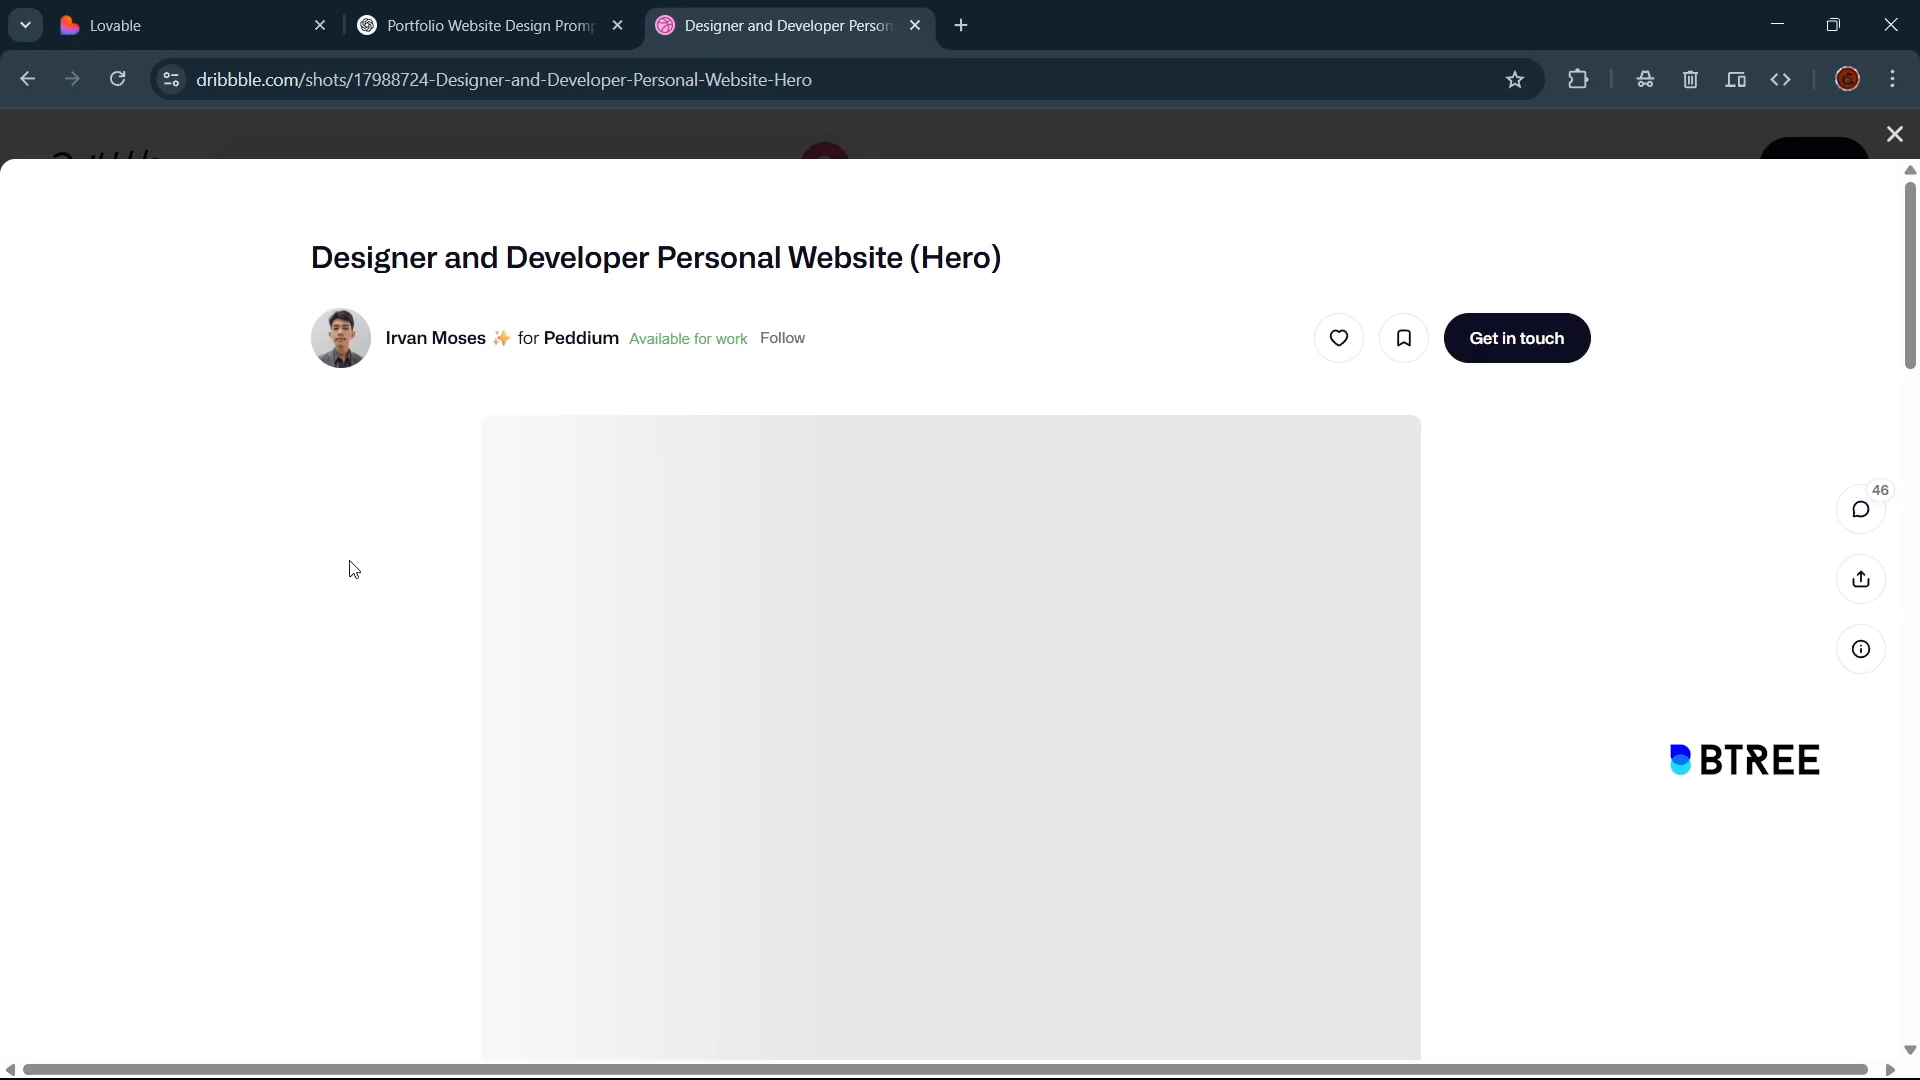 Lovable
Portfolio Website Design Promp
Designer and Developer Person
dribbble.com/shots/17988724-Designer-and-Developer-Personal-Website-Hero
Designer and Developer Personal Website (Hero)
Irvan Moses ✨ for Peddium Available for work Follow
Get in touch
46
BTREE